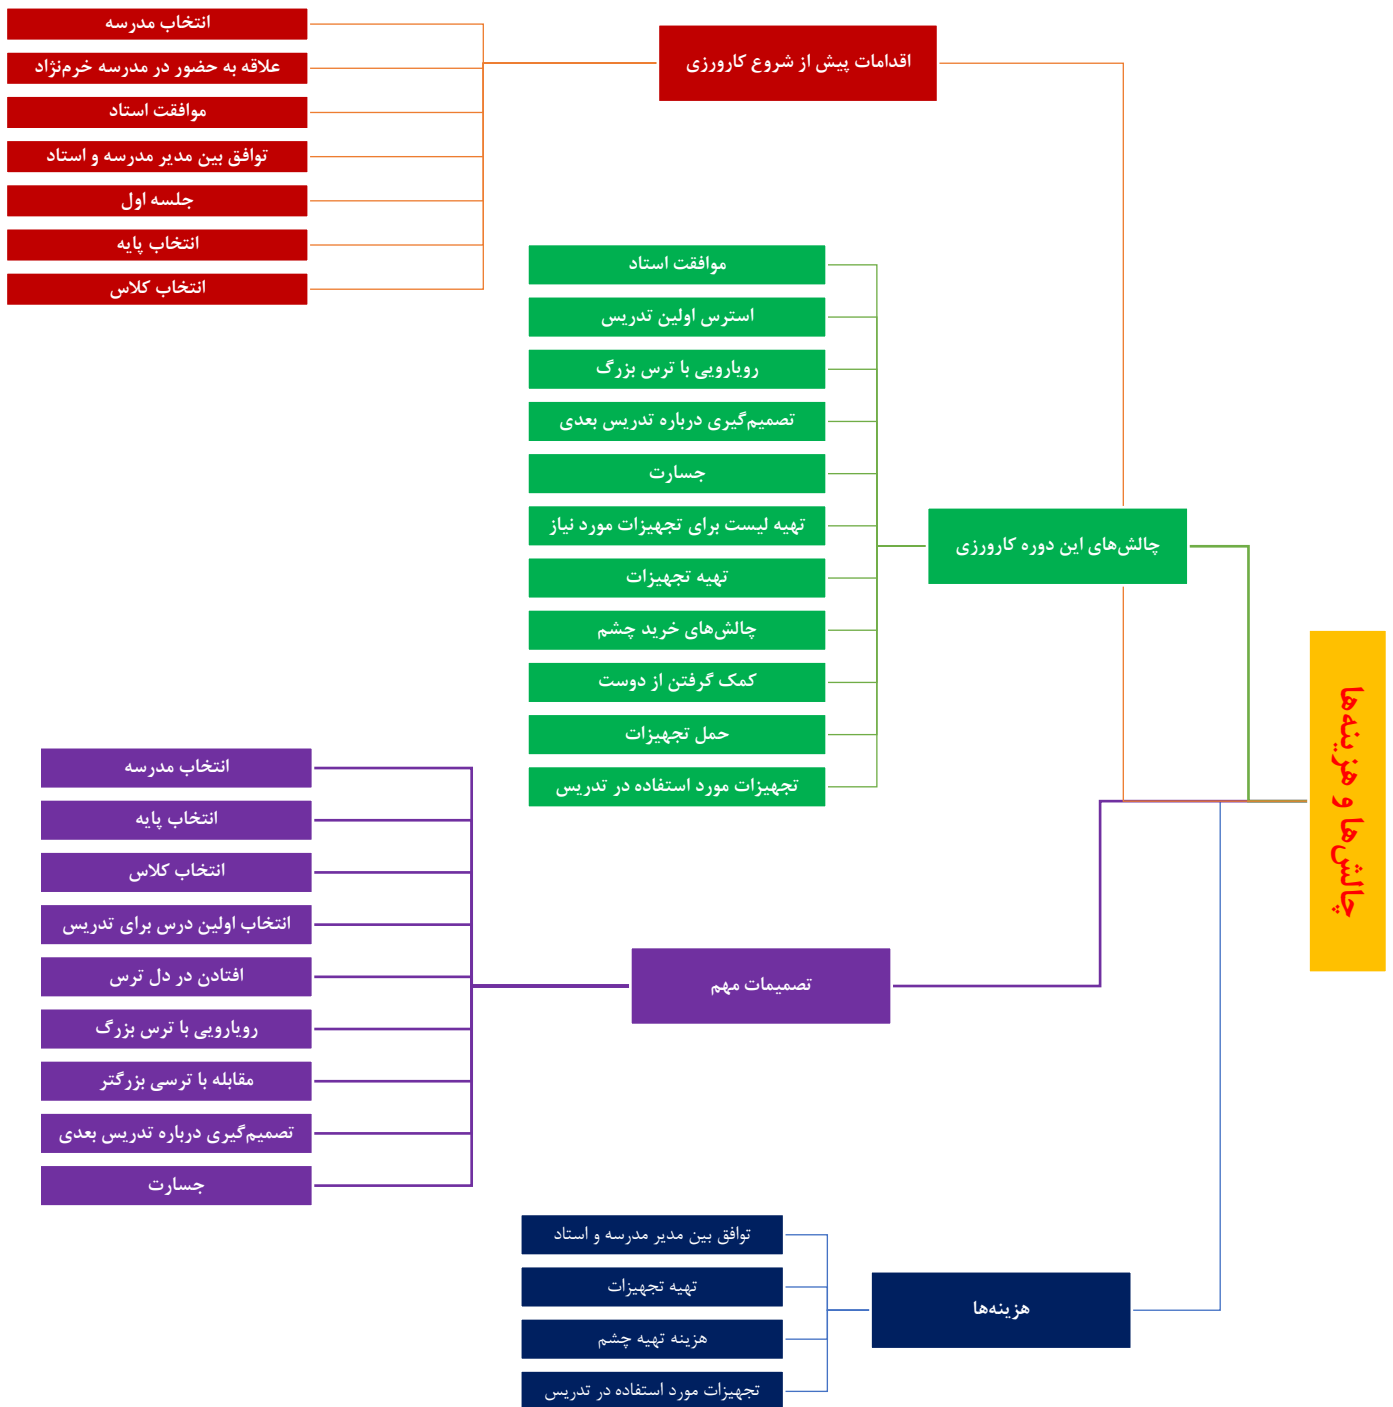 چالش‌ها و هزینه‌ها
اقدامات پیش از شروع کارورزی
انتخاب مدرسه
علاقه به حضور در مدرسه خرم‌نژاد
موافقت استاد
توافق بین مدیر مدرسه و استاد
جلسه اول
انتخاب پایه
انتخاب کلاس
چالش‌های این دوره کارورزی
موافقت استاد
استرس اولین تدریس
رویارویی با ترس بزرگ
تصمیم‌گیری درباره تدریس بعدی
جسارت
تهیه لیست برای تجهیزات مورد نیاز
تهیه تجهیزات
چالش‌های خرید چشم
کمک گرفتن از دوست
حمل تجهیزات
تجهیزات مورد استفاده در تدریس
تصمیمات مهم
انتخاب مدرسه
انتخاب پایه
انتخاب کلاس
انتخاب اولین درس برای تدریس
افتادن در دل ترس
رویارویی با ترس بزرگ
مقابله با ترسی بزرگتر
تصمیم‌گیری درباره تدریس بعدی
جسارت
هزینه‌ها
توافق بین مدیر مدرسه و استاد
تهیه تجهیزات
هزینه تهیه چشم
تجهیزات مورد استفاده در تدریس